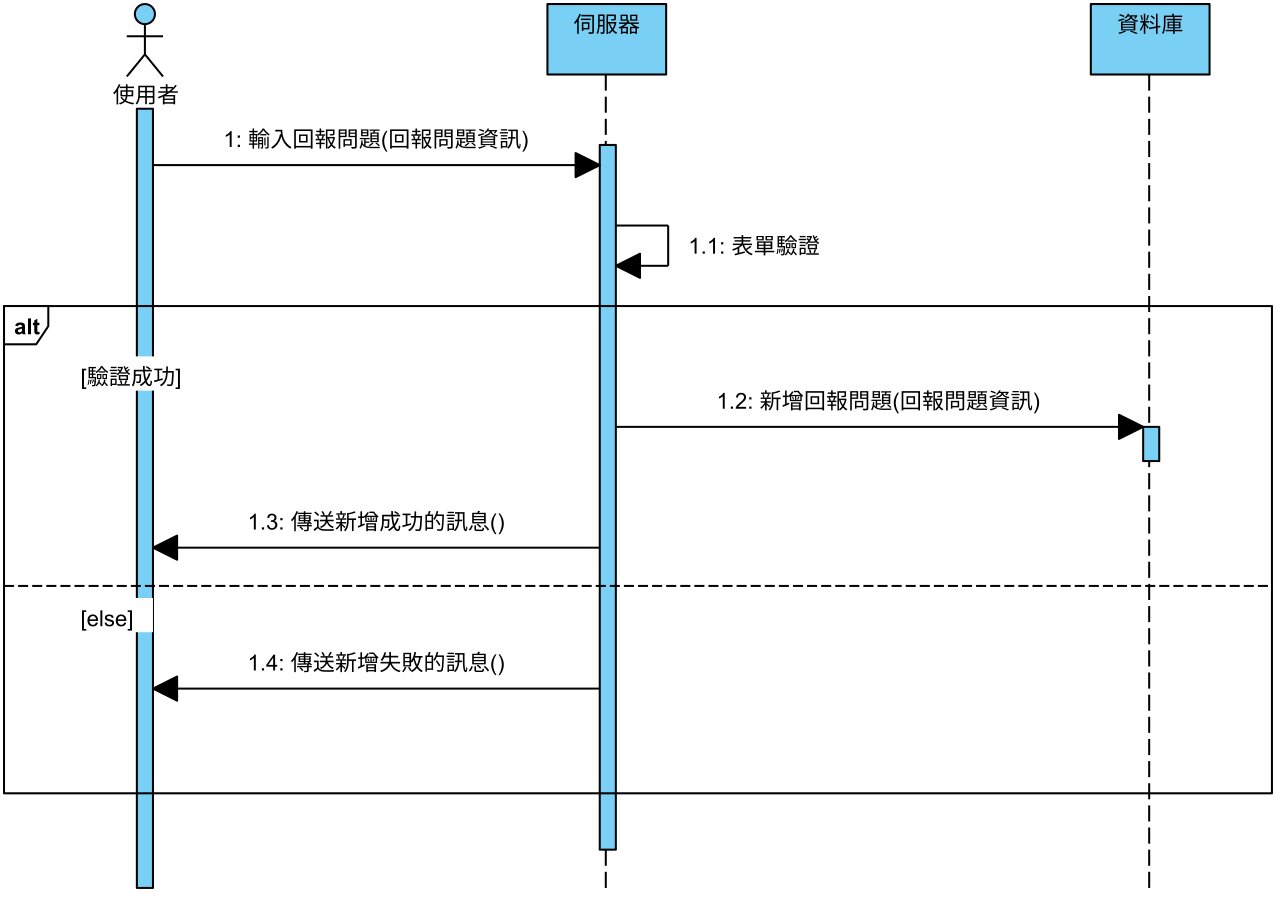 伺服器
資料庫
使用者
1: 輸入回報問題(回報問題資訊)
1.1: 表單驗證
alt
[驗證成功]
1.2: 新增回報問題(回報問題資訊)
1.3: 傳送新增成功的訊息()
[else]
1.4: 傳送新增失敗的訊息()